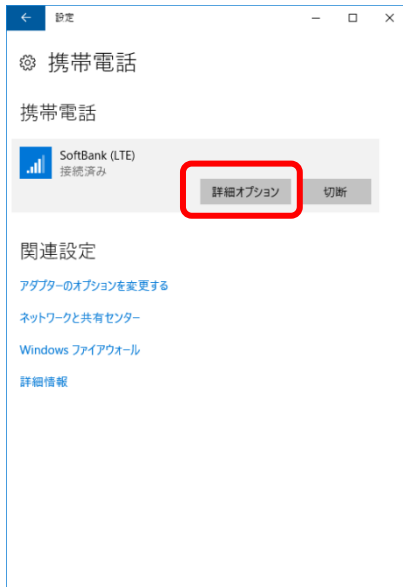 設定
携帯電話
携帯電話
SoftBank (LTE)
接続済み
詳細オプション 切断
関連設定
アダプターのオプションを変更する
ネットワークと共有センター
Windows ファイアウォール
詳細情報